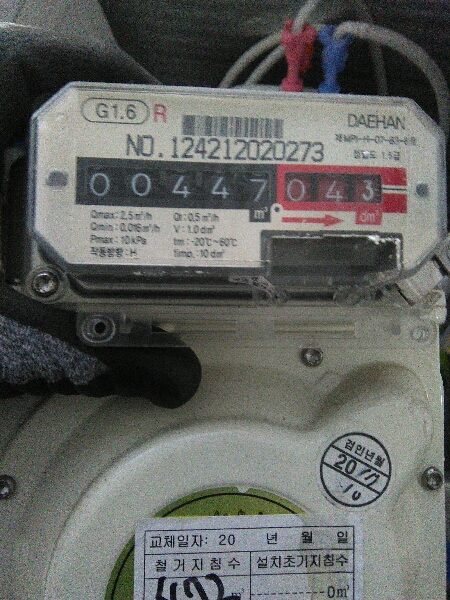 G1.6 R
DAEHAN
NO. 124212020273
00447 043
m³ dm³
Qmax: 2,5 m³/h Qt: 0,5 m³/h
Qmin: 0,016 m³/h V: 1.0 dm³
Pmax: 10 kPa tm: -20℃~60℃
작동방향: H 1imp.: 10 dm³
검인년월
교체일자: 20 년 월 일
철거지침수 설치초기지침수
m³ 0m³